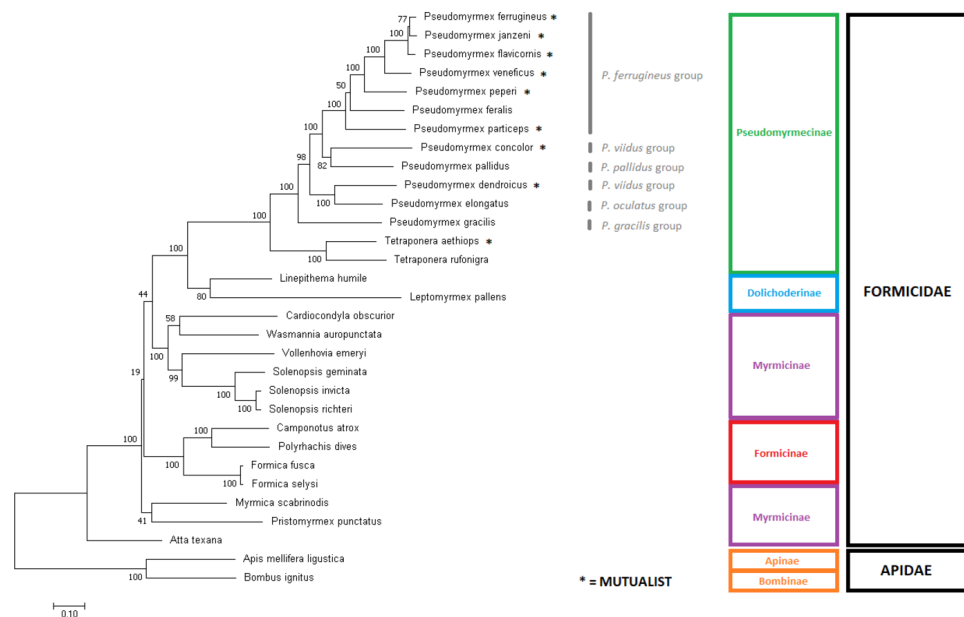 77
Pseudomyrmex ferrugineus *
100
Pseudomyrmex janzeni *
100
Pseudomyrmex flavicornis *
100
Pseudomyrmex veneficus *
P. ferrugineus group
50
Pseudomyrmex peperi *
100
Pseudomyrmex feralis
100
Pseudomyrmex particeps *
Pseudomyrmecinae
Pseudomyrmex concolor *
P. viidus group
98
82
Pseudomyrmex pallidus
P. pallidus group
100
Pseudomyrmex dendroicus *
P. viidus group
100
Pseudomyrmex elongatus
P. oculatus group
100
Pseudomyrmex gracilis
P. gracilis group
Tetraponera aethiops *
100
100
Tetraponera rufonigra
Linepithema humile
44
80
Leptomyrmex pallens
Dolichoderinae
FORMICIDAE
58
Cardiocondyla obscurior
Wasmannia auropunctata
100
Vollenhovia emeryi
99
Solenopsis geminata
Myrmicinae
19
100
Solenopsis invicta
100
Solenopsis richteri
100
Camponotus atrox
100
Polyrhachis dives
Formicinae
100
Formica fusca
100
Formica selysi
Myrmica scabrinodis
41
Pristomyrmex punctatus
Myrmicinae
Atta texana
Apis mellifera ligustica
Apinae
100
Bombus ignitus
* = MUTUALIST
Bombinae
APIDAE
0.10